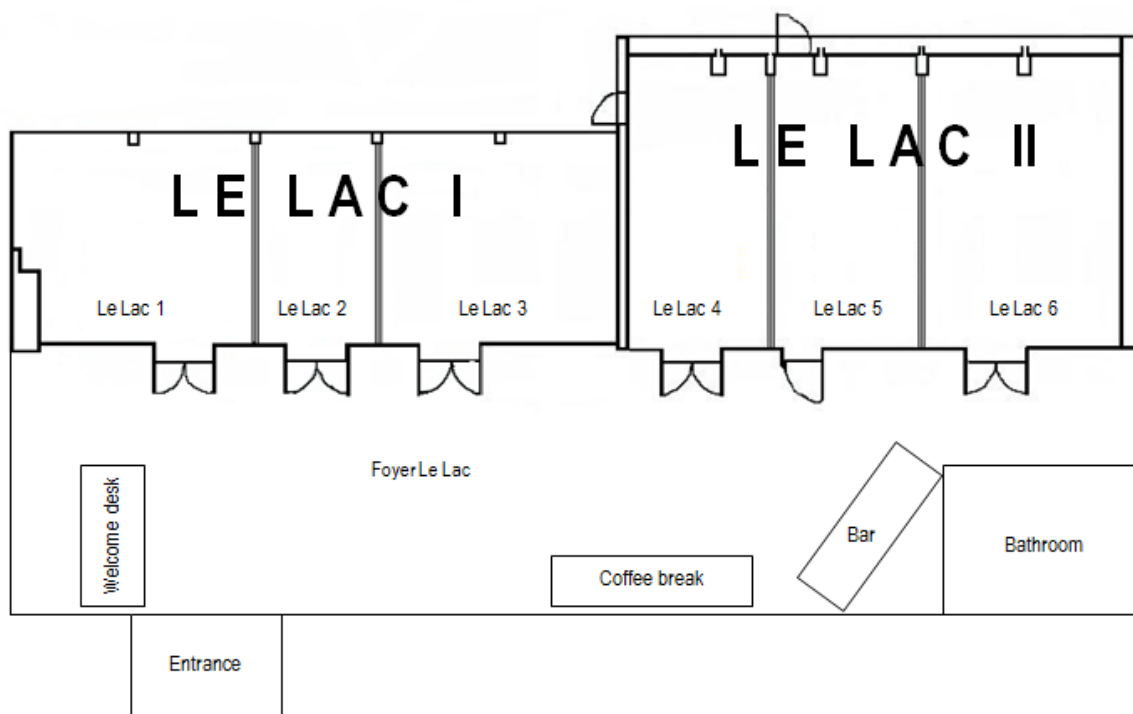 LE LAC II
LE LAC I
Le Lac 1
Le Lac 2
Le Lac 3
Le Lac 4
Le Lac 5
Le Lac 6
Foyer Le Lac
Welcome desk
Bar
Bathroom
Coffee break
Entrance